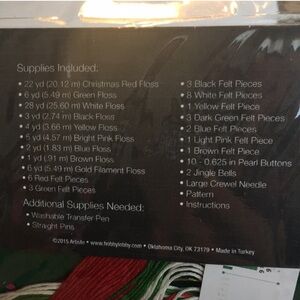 Supplies Included:
• 22 yd (20.12 m) Christmas Red Floss
• 6 yd (5.49 m) Green Floss
• 28 yd (25.60 m) White Floss
• 3 yd (2.74 m) Black Floss
• 4 yd (3.66 m) Yellow Floss
• 5 yd (4.57 m) Bright Pink Floss
• 2 yd (1.83 m) Blue Floss
• 1 yd (.91 m) Brown Floss
• 6 yd (5.49 m) Gold Filament Floss
• 6 Red Felt Pieces
• 3 Green Felt Pieces
Additional Supplies Needed:
• Washable Transfer Pen
• Straight Pins
• 3 Black Felt Pieces
• 8 White Felt Pieces
• 1 Yellow Felt Piece
• 3 Dark Green Felt Pieces
• 2 Blue Felt Pieces
• 1 Light Pink Felt Piece
• 1 Brown Felt Piece
• 10 - 0.625 in Pearl Buttons
• 2 Jingle Bells
• Large Crewel Needle
• Pattern
• Instructions
©2015 Artiste • www.hobbylobby.com • Oklahoma City, OK 73179 • Made in Turkey